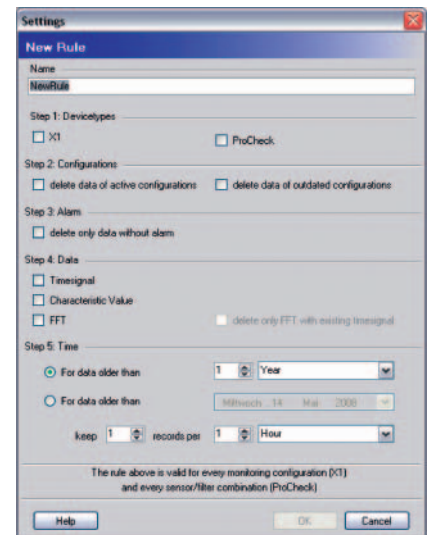 Settings
New Rule
Name
NewRule
Step 1: Devicetypes
X1 ProCheck
Step 2: Configurations
delete data of active configurations delete data of outdated configurations
Step 3: Alarm
delete only data without alarm
Step 4: Data
Timesignal
Characteristic Value
FFT delete only FFT with existing timesignal
Step 5: Time
For data older than 1 Year
For data older than Mittwoch 14 Mai 2008
keep 1 records per 1 Hour
The rule above is valid for every monitoring configuration (X1)
and every sensor/filter combination (ProCheck)
Help OK Cancel